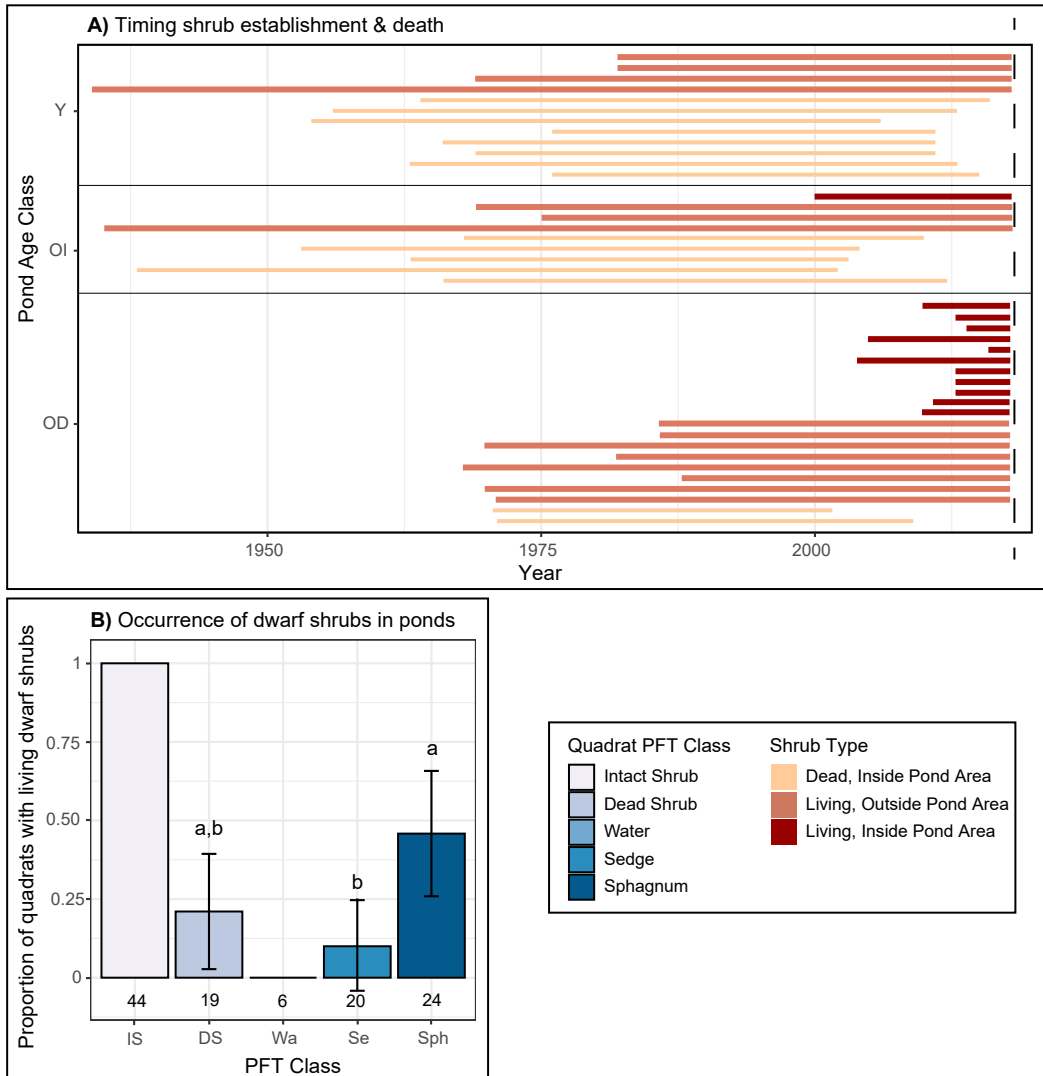 A) Timing shrub establishment & death
Pond Age Class
Y
OI
OD
1950 1975 2000
Year
B) Occurrence of dwarf shrubs in ponds
Proportion of quadrats with living dwarf shrubs
1
0.75
0.50
0.25
0
a,b
b
a
44 19 6 20 24
IS DS Wa Se Sph
PFT Class
Quadrat PFT Class
Intact Shrub
Dead Shrub
Water
Sedge
Sphagnum
Shrub Type
Dead, Inside Pond Area
Living, Outside Pond Area
Living, Inside Pond Area